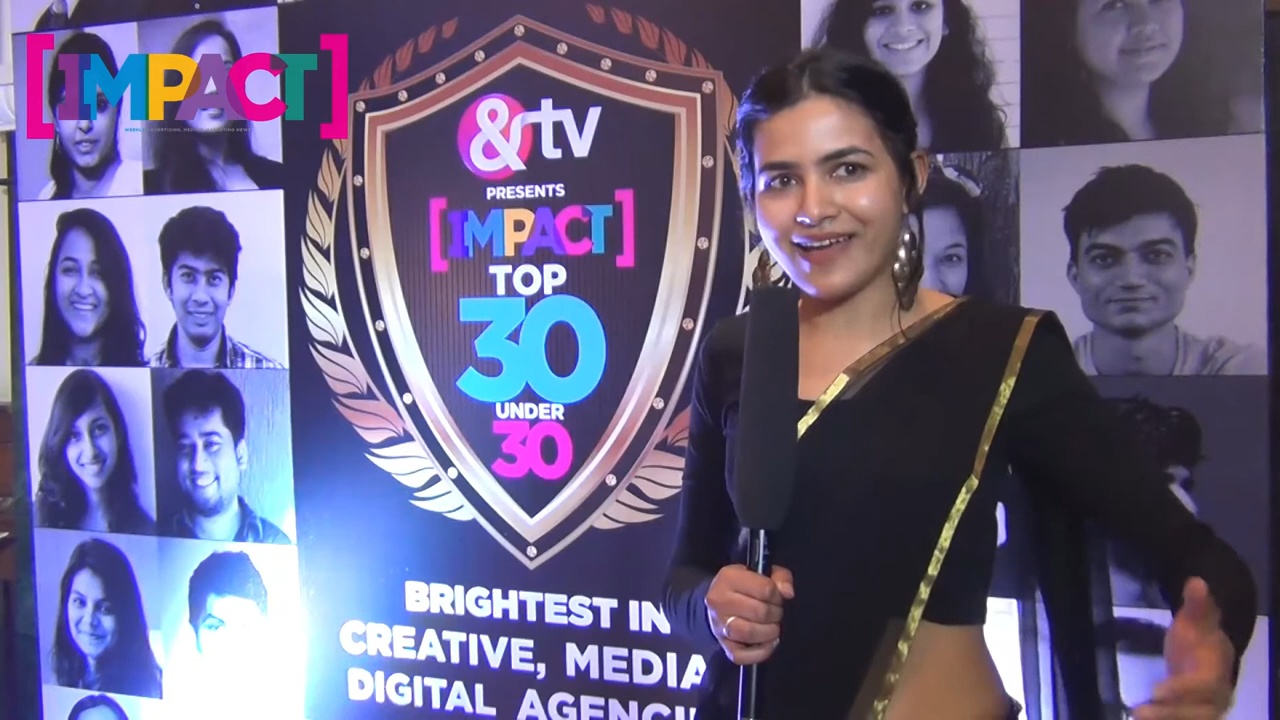 [IMPACT]
&tv
PRESENTS
[IMPACT]
TOP
30
UNDER
30
BRIGHTEST IN
CREATIVE, MEDIA
DIGITAL AGENCI